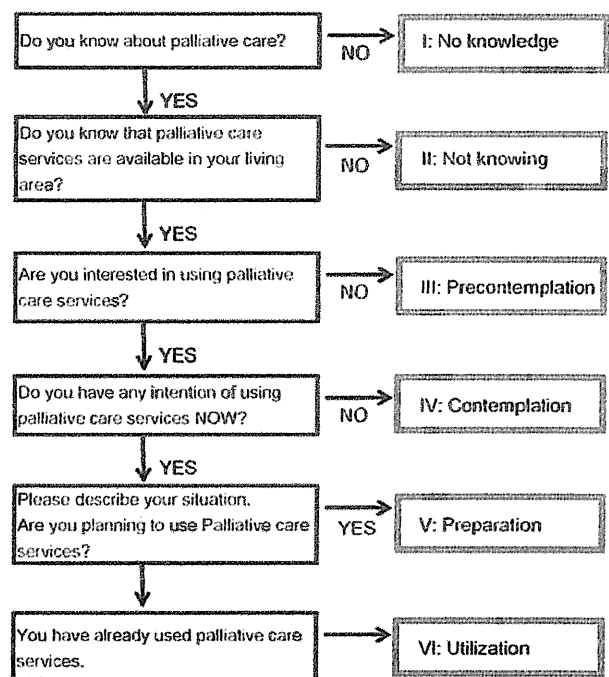 Do you know about palliative care?
NO
I: No knowledge
YES
Do you know that palliative care
services are available in your living
area?
NO
II: Not knowing
YES
Are you interested in using palliative
care services?
NO
III: Precontemplation
YES
Do you have any intention of using
palliative care services NOW?
NO
IV: Contemplation
YES
Please describe your situation.
Are you planning to use Palliative care
services?
YES
V: Preparation
You have already used palliative care
services.
VI: Utilization